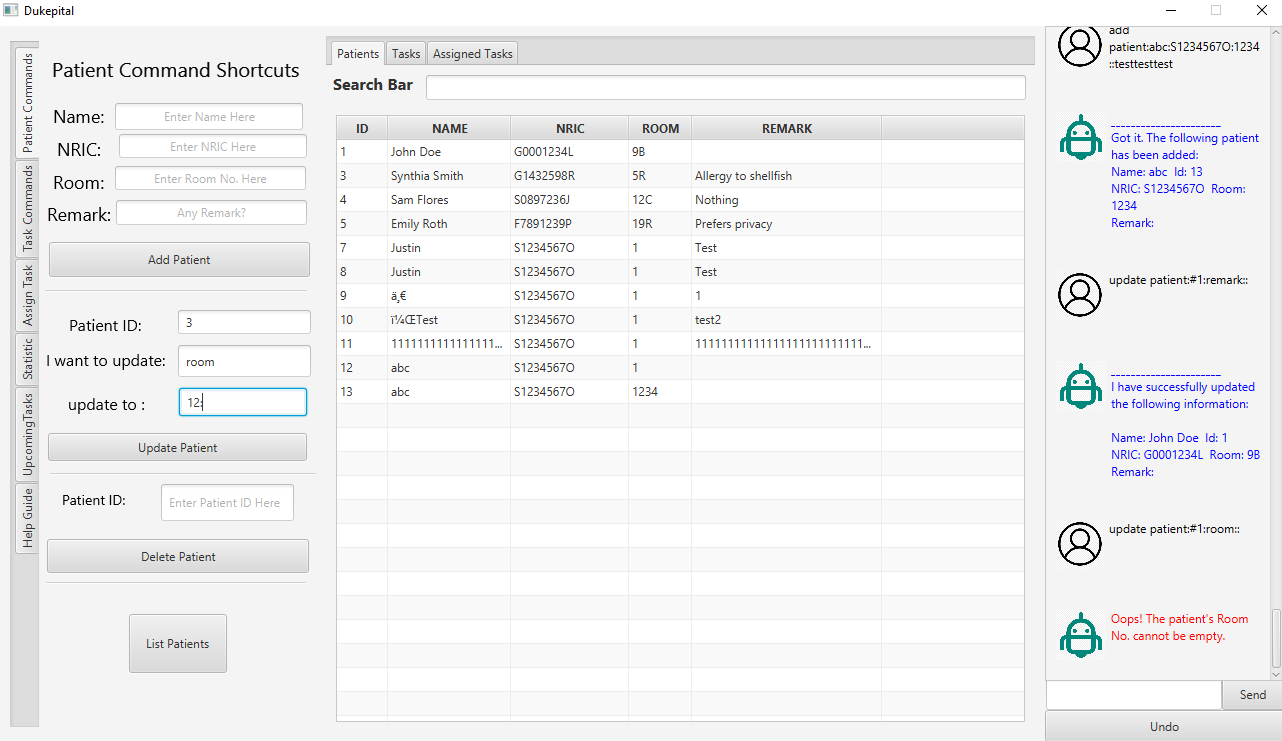 Dukepital
Patient Commands
Task Commands
Assign Task
Statistic
UpcomingTasks
Help Guide
Patient Command Shortcuts
Name: Enter Name Here
NRIC: Enter NRIC Here
Room: Enter Room No. Here
Remark: Any Remark?
Add Patient
Patient ID: 3
I want to update: room
update to : 12:
Update Patient
Patient ID: Enter Patient ID Here
Delete Patient
List Patients
Patients Tasks Assigned Tasks
Search Bar
ID NAME NRIC ROOM REMARK
1 John Doe G0001234L 9B
3 Synthia Smith G1432598R 5R Allergy to shellfish
4 Sam Flores S0897236J 12C Nothing
5 Emily Roth F7891239P 19R Prefers privacy
7 Justin S1234567O 1 Test
8 Justin S1234567O 1 Test
9 ä¸€ S1234567O 1 1
10 ï¼ŒTest S1234567O 1 test2
11 1111111111111111... S1234567O 1 1111111111111111111111111111...
12 abc S1234567O 1
13 abc S1234567O 1234
add
patient:abc:S1234567O:1234
::testtesttest
______________________
Got it. The following patient
has been added:
Name: abc Id: 13
NRIC: S1234567O Room:
1234
Remark:
update patient:#1:remark::
______________________
I have successfully updated
the following information:
Name: John Doe Id: 1
NRIC: G0001234L Room: 9B
Remark:
update patient:#1:room::
Oops! The patient's Room
No. cannot be empty.
Send
Undo